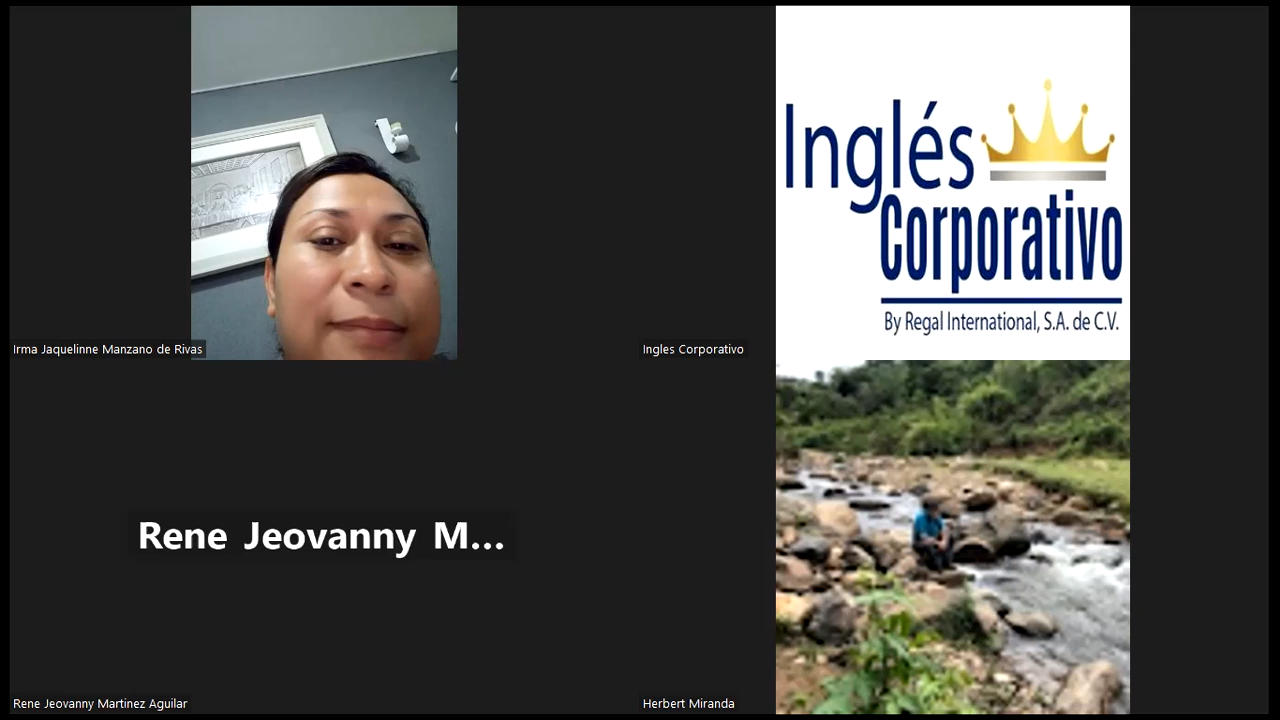 Inglés
Corporativo
By Regal International, S.A. de C.V.
Irma Jaquelinne Manzano de Rivas
Ingles Corporativo
Rene Jeovanny M...
Rene Jeovanny Martinez Aguilar
Herbert Miranda